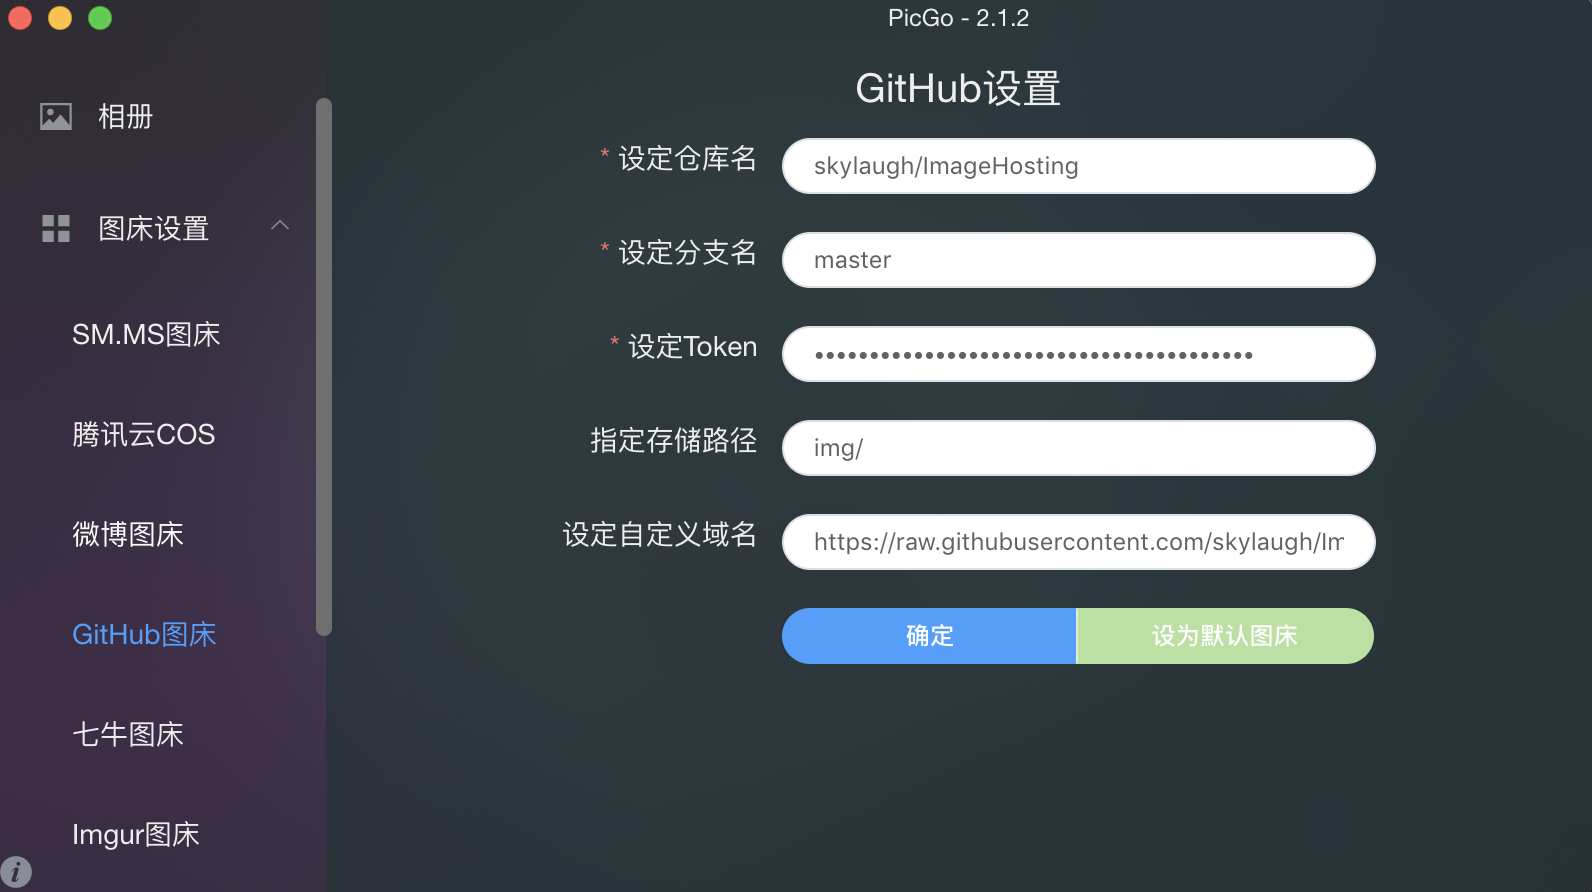 PicGo - 2.1.2
相册
图床设置
SM.MS图床
腾讯云COS
微博图床
GitHub图床
七牛图床
Imgur图床
GitHub设置
* 设定仓库名
skylaugh/ImageHosting
* 设定分支名
master
* 设定Token
••••••••••••••••••••••••••••••••••••••••
指定存储路径
img/
设定自定义域名
https://raw.githubusercontent.com/skylaugh/Im
确定
设为默认图床
i